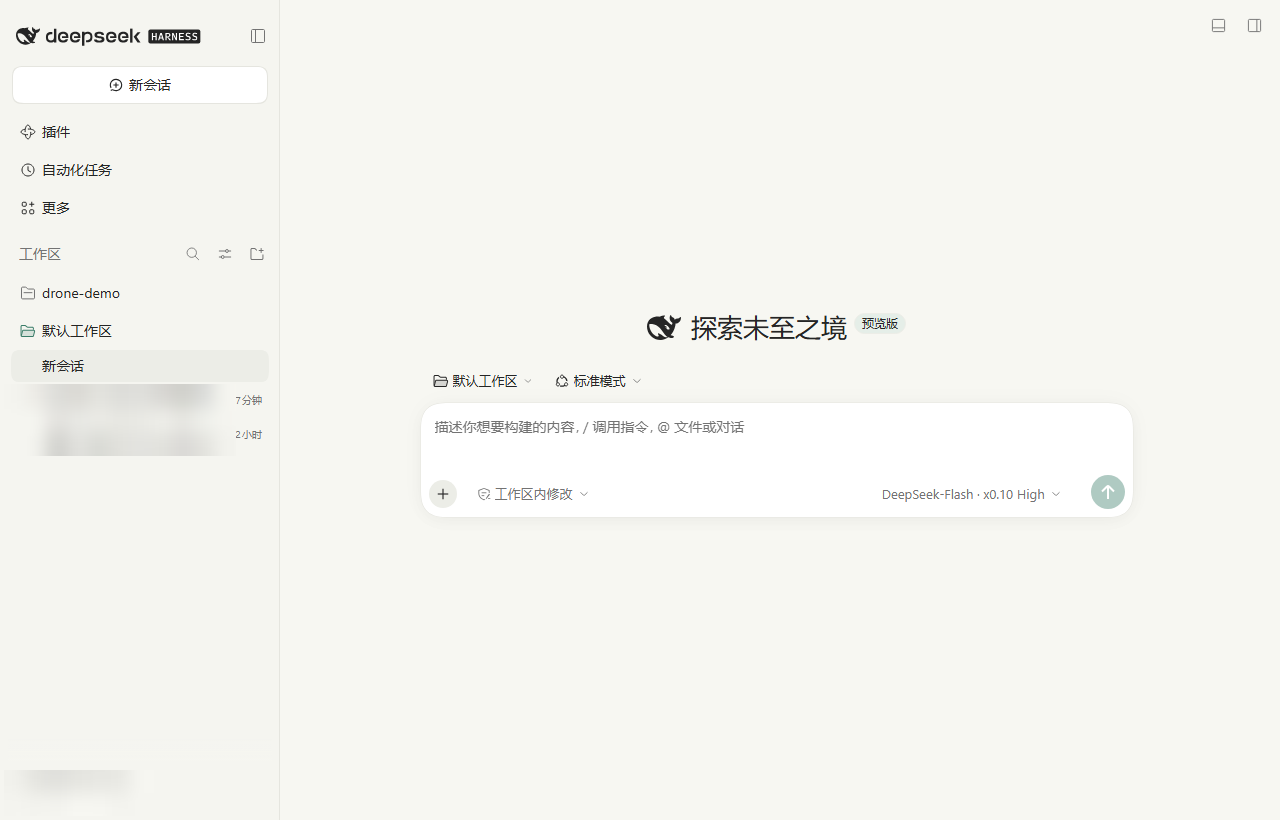 deepseek HARNESS
新会话
插件
自动化任务
更多
工作区
drone-demo
默认工作区
新会话
7分钟
2小时
探索未至之境 预览版
默认工作区 标准模式
描述你想要构建的内容, / 调用指令, @ 文件或对话
工作区内修改 DeepSeek-Flash · x0.10 High